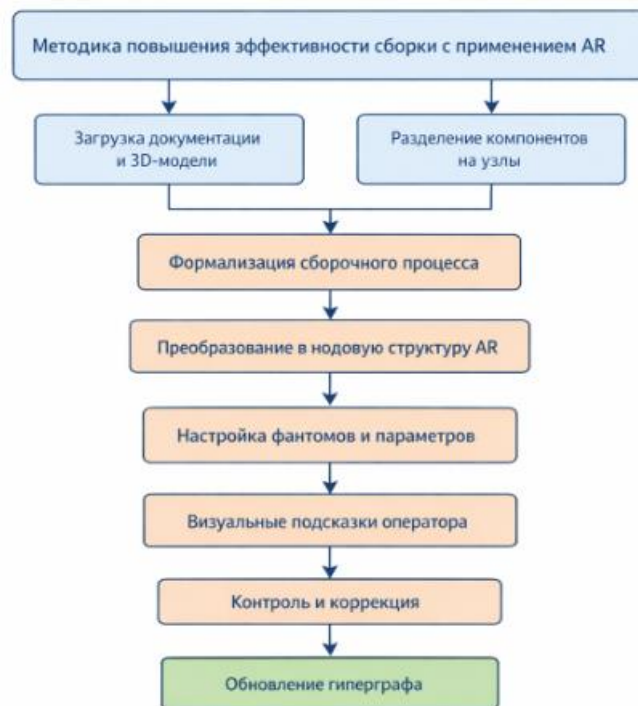 Методика повышения эффективности сборки с применением AR
Загрузка документации
и 3D-модели
Разделение компонентов
на узлы
Формализация сборочного процесса
Преобразование в нодовую структуру AR
Настройка фантомов и параметров
Визуальные подсказки оператора
Контроль и коррекция
Обновление гиперграфа